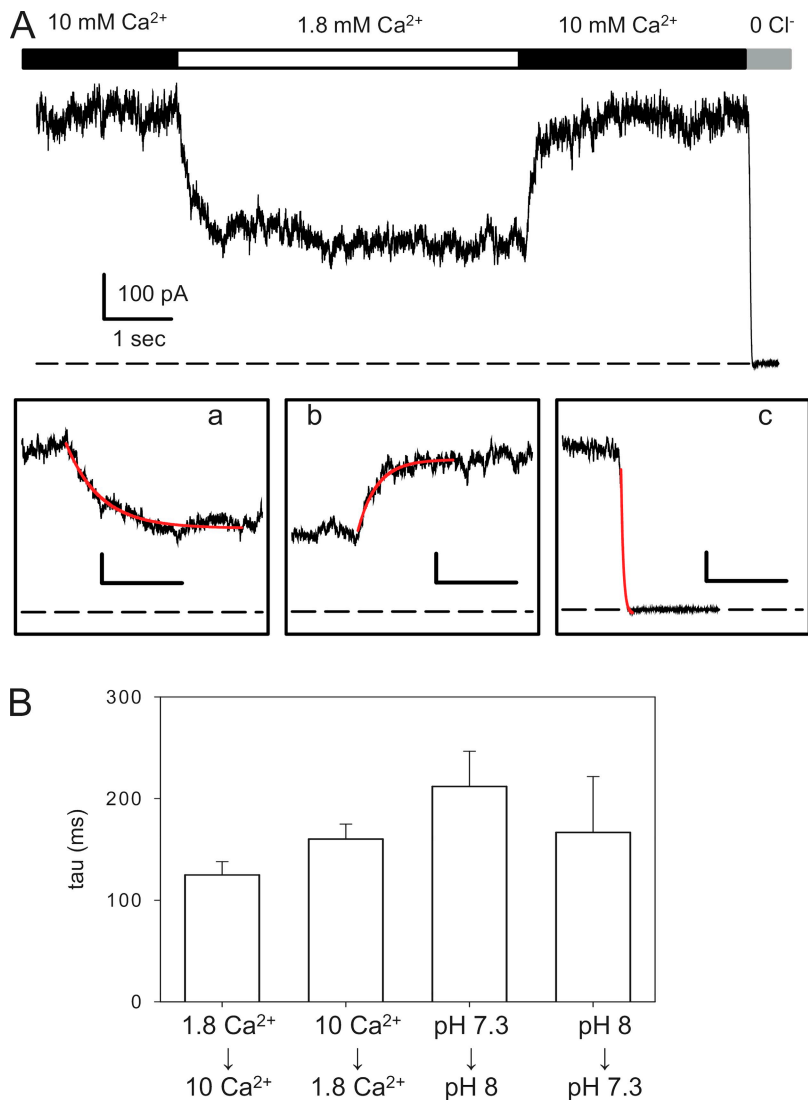 A
10 mM Ca²⁺ 1.8 mM Ca²⁺ 10 mM Ca²⁺ 0 Cl⁻
100 pA
1 sec
a b c
B
300
200
100
0
tau (ms)
1.8 Ca²⁺ 10 Ca²⁺ pH 7.3 pH 8
↓ ↓ ↓ ↓
10 Ca²⁺ 1.8 Ca²⁺ pH 8 pH 7.3